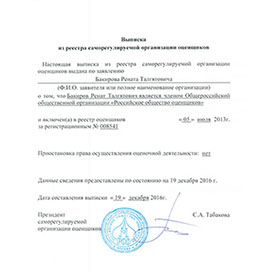 Выписка
из реестра саморегулируемой организации оценщиков
Настоящая выписка из реестра саморегулируемой организации
оценщиков выдана по заявлению
Бакирова Рената Талгатовича
(Ф.И.О. заявителя или полное наименование организации)
о том, что Бакиров Ренат Талгатович является членом Общероссийской
общественной организации «Российское общество оценщиков»
и включен(а) в реестр оценщиков « 05 » июля 2013г.
за регистрационным № 008541
Приостановка права осуществления оценочной деятельности: нет
Данные сведения предоставлены по состоянию на 19 декабря 2016 г.
Дата составления выписки « 19 » декабря 2016г.
Президент
саморегулируемой
организации оценщиков
С.А. Табакова